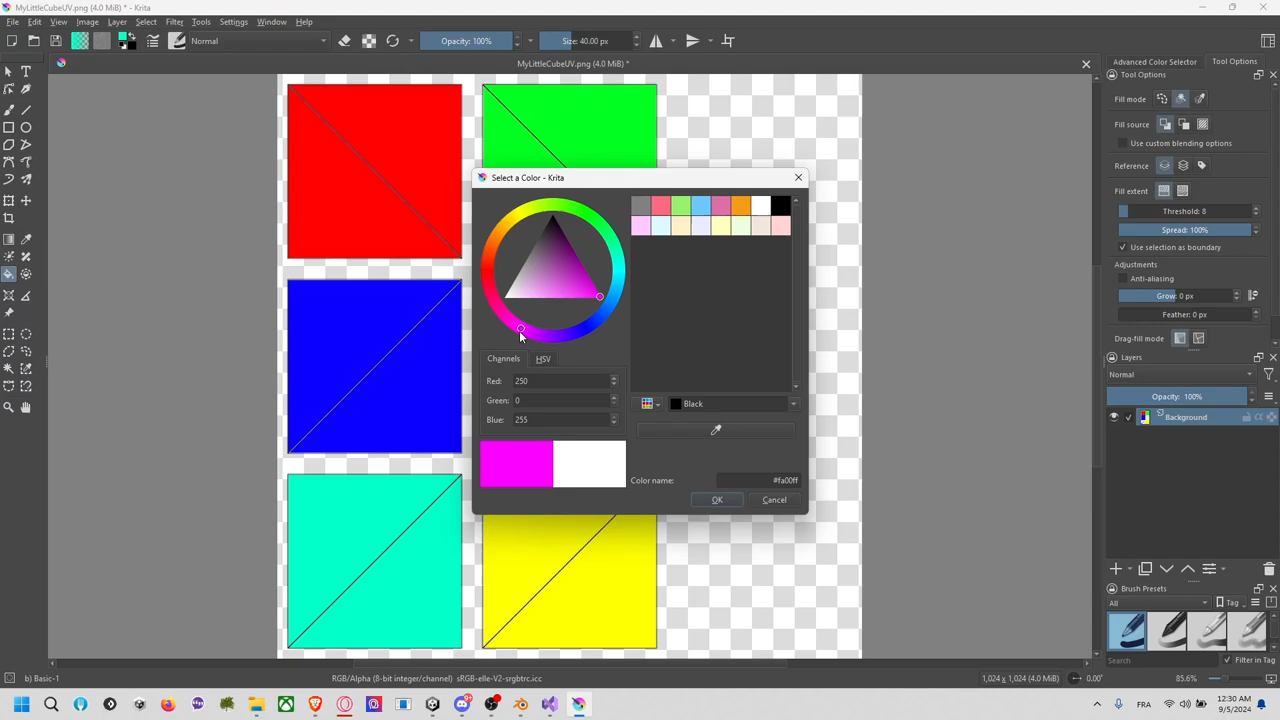 MyLittleCubeUV.png (4.0 MiB) * - Krita
File Edit View Image Layer Select Filter Tools Settings Window Help
Normal
Opacity: 100%
Size: 40.00 px
MyLittleCubeUV.png (4.0 MiB) *
Advanced Color Selector
Tool Options
Tool Options
Fill mode
Fill source
Use custom blending options
Reference
Fill extent
Threshold: 8
Spread: 100%
Use selection as boundary
Adjustments
Anti-aliasing
Grow: 0 px
Feather: 0 px
Drag-fill mode
Layers
Normal
Opacity: 100%
Background
Brush Presets
All
Tag
Search
Filter in Tag
Select a Color - Krita
Channels
HSV
Red: 250
Green: 0
Blue: 255
Black
Color name: #fa00ff
OK
Cancel
b) Basic-1
RGB/Alpha (8-bit integer/channel) sRGB-elle-V2-srgbtrc.icc
1,024 x 1,024 (4.0 MiB)
0.00°
85.6%
FRA
12:30 AM
9/5/2024